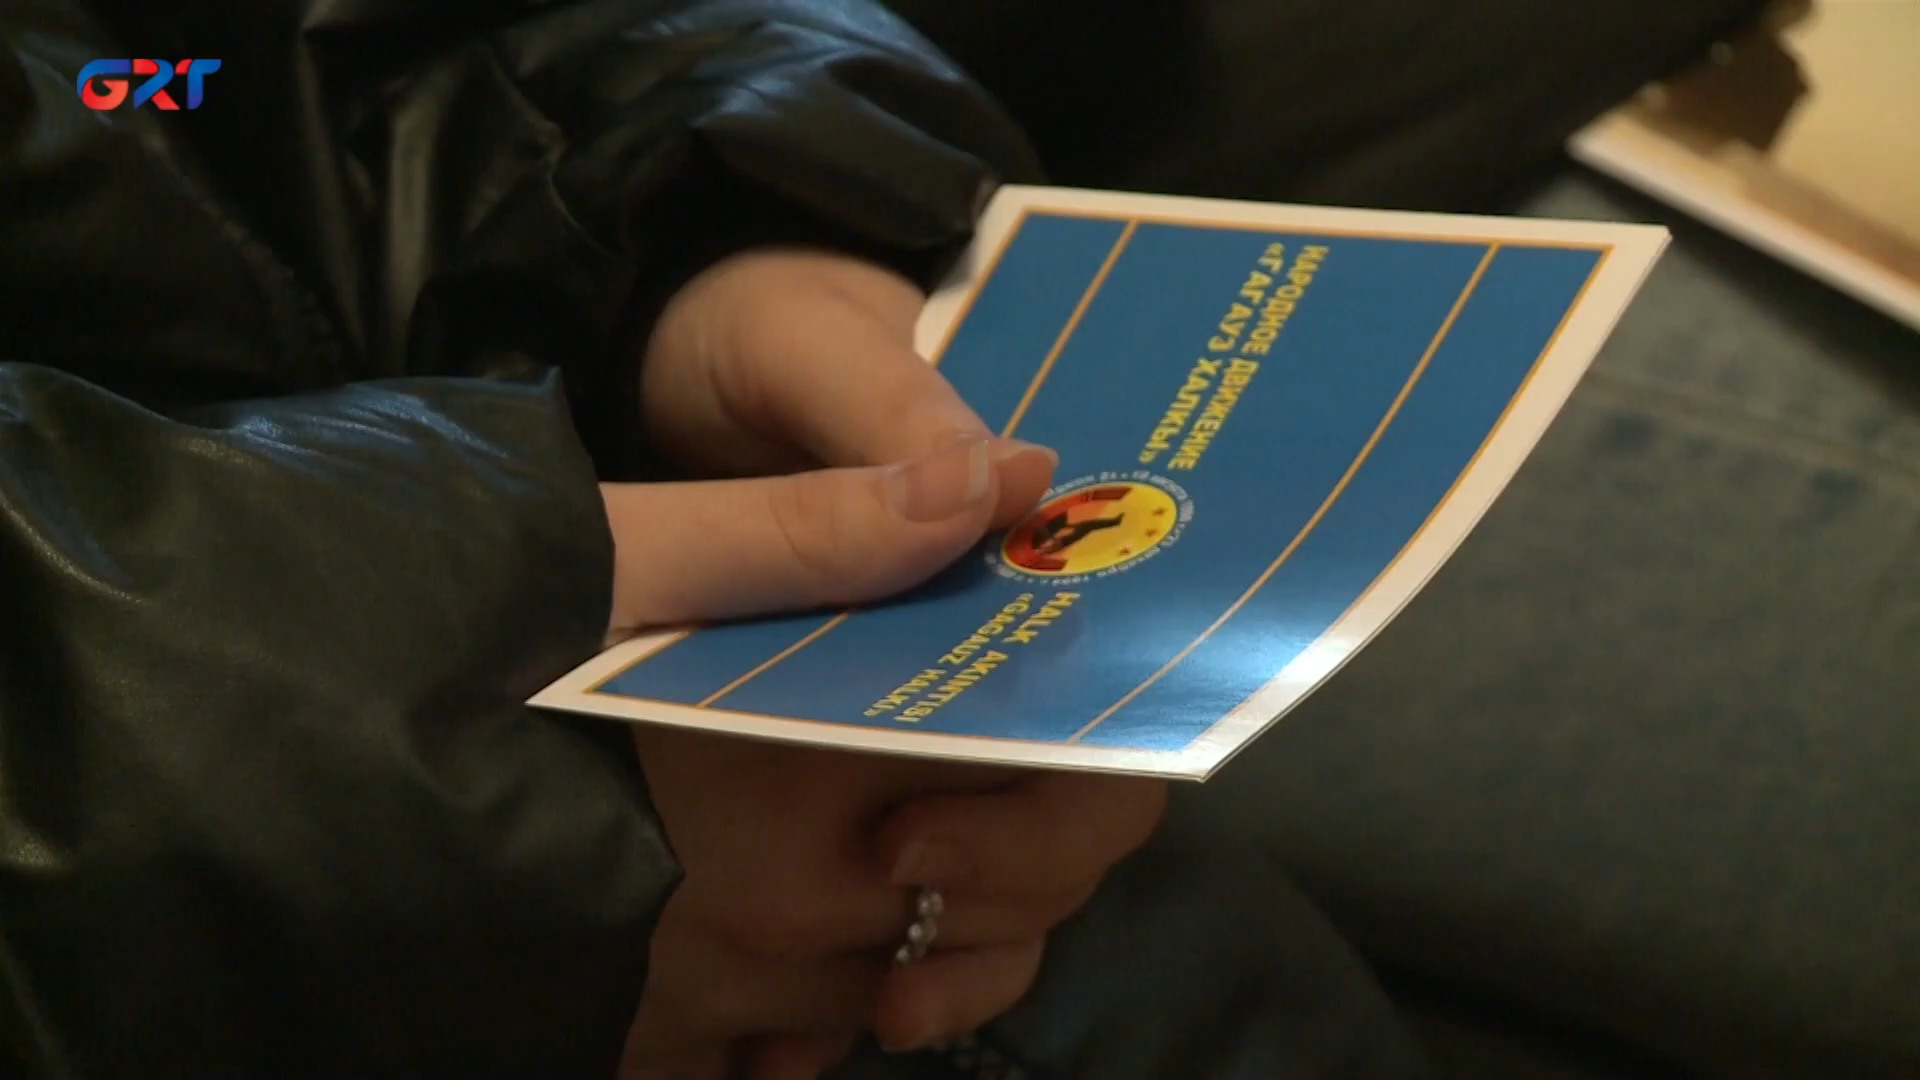 GRT
НАРОДНОЕ ДВИЖЕНИЕ
«ГАГАУЗ ХАЛКЫ»
HALK AKINTISI
«GAGAUZ HALKI»